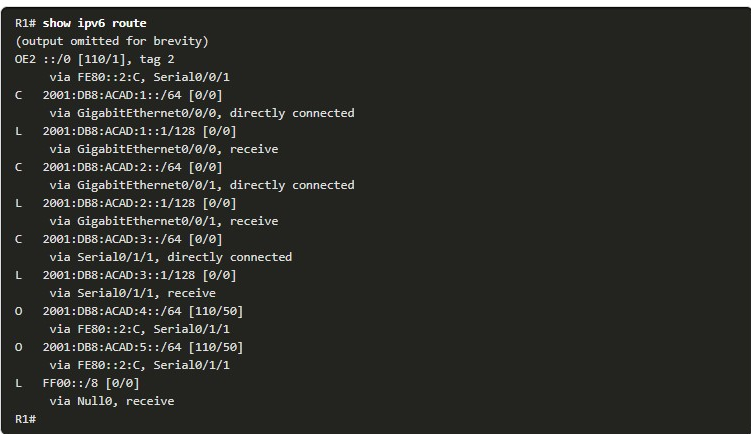 R1# show ipv6 route
(output omitted for brevity)
OE2 ::/0 [110/1], tag 2
via FE80::2:C, Serial0/0/1
C 2001:DB8:ACAD:1::/64 [0/0]
via GigabitEthernet0/0/0, directly connected
L 2001:DB8:ACAD:1::1/128 [0/0]
via GigabitEthernet0/0/0, receive
C 2001:DB8:ACAD:2::/64 [0/0]
via GigabitEthernet0/0/1, directly connected
L 2001:DB8:ACAD:2::1/128 [0/0]
via GigabitEthernet0/0/1, receive
C 2001:DB8:ACAD:3::/64 [0/0]
via Serial0/1/1, directly connected
L 2001:DB8:ACAD:3::1/128 [0/0]
via Serial0/1/1, receive
O 2001:DB8:ACAD:4::/64 [110/50]
via FE80::2:C, Serial0/1/1
O 2001:DB8:ACAD:5::/64 [110/50]
via FE80::2:C, Serial0/1/1
L FF00::/8 [0/0]
via Null0, receive
R1#